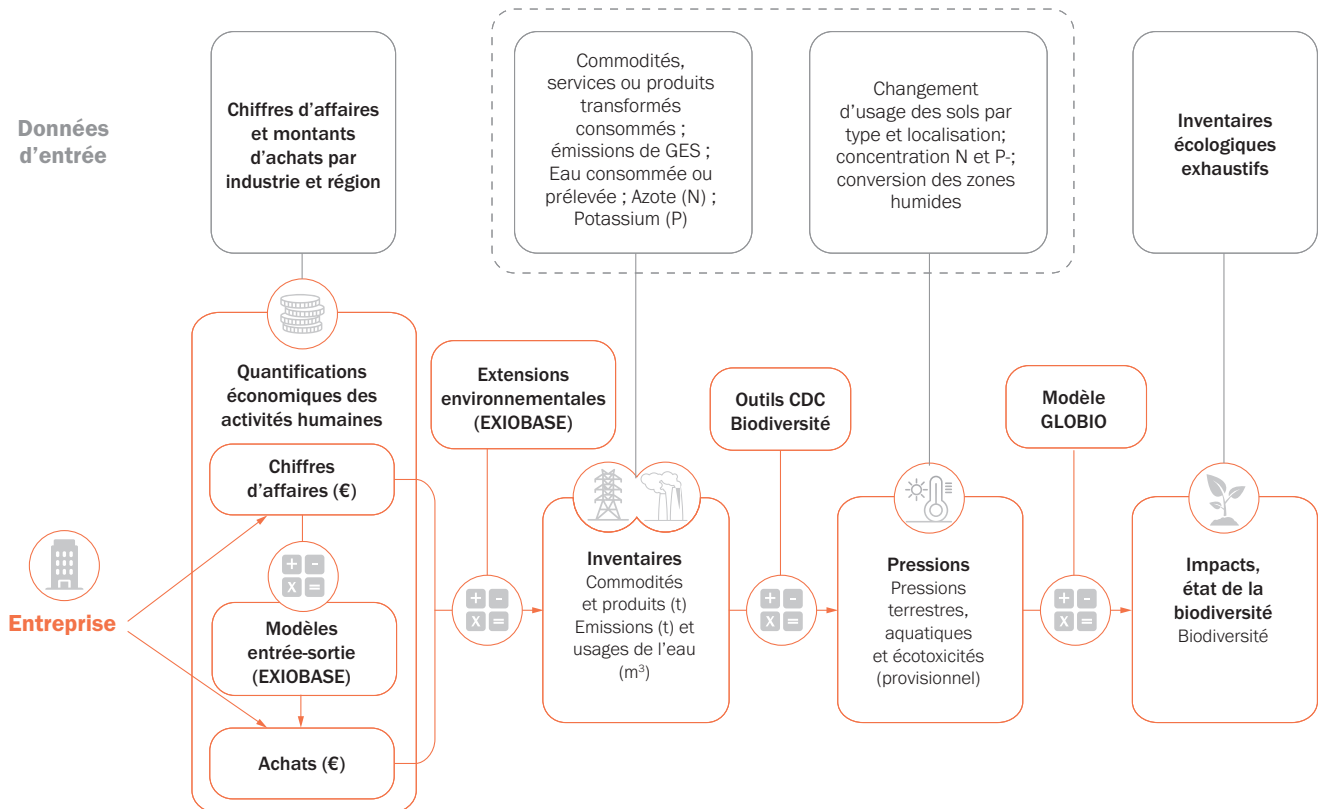 Données
d'entrée
Chiffres d'affaires
et montants
d'achats par
industrie et région
Commodités,
services ou produits
transformés
consommés ;
émissions de GES ;
Eau consommée ou
prélevée ; Azote (N) ;
Potassium (P)
Changement
d'usage des sols par
type et localisation;
concentration N et P-;
conversion des zones
humides
Inventaires
écologiques
exhaustifs
Quantifications
économiques des
activités humaines
Chiffres
d'affaires (€)
+ -
x =
Modèles
entrée-sortie
(EXIOBASE)
Achats (€)
Entreprise
Extensions
environnementales
(EXIOBASE)
+ -
x =
Inventaires
Commodités
et produits (t)
Emissions (t) et
usages de l'eau
(m³)
Outils CDC
Biodiversité
+ -
x =
Pressions
Pressions
terrestres,
aquatiques
et écotoxicités
(provisionnel)
Modèle
GLOBIO
+ -
x =
Impacts,
état de la
biodiversité
Biodiversité